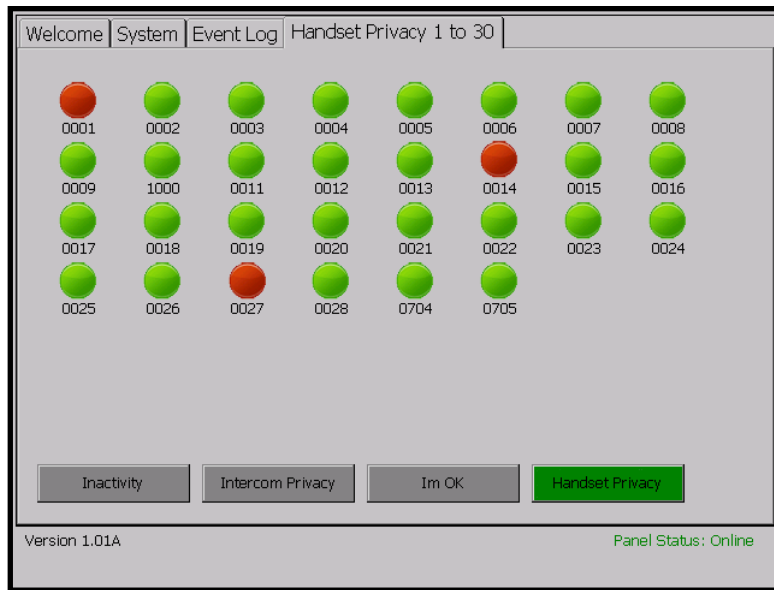 Welcome System Event Log Handset Privacy 1 to 30
0001 0002 0003 0004 0005 0006 0007 0008
0009 1000 0011 0012 0013 0014 0015 0016
0017 0018 0019 0020 0021 0022 0023 0024
0025 0026 0027 0028 0704 0705
Inactivity Intercom Privacy Im OK Handset Privacy
Version 1.01A Panel Status: Online